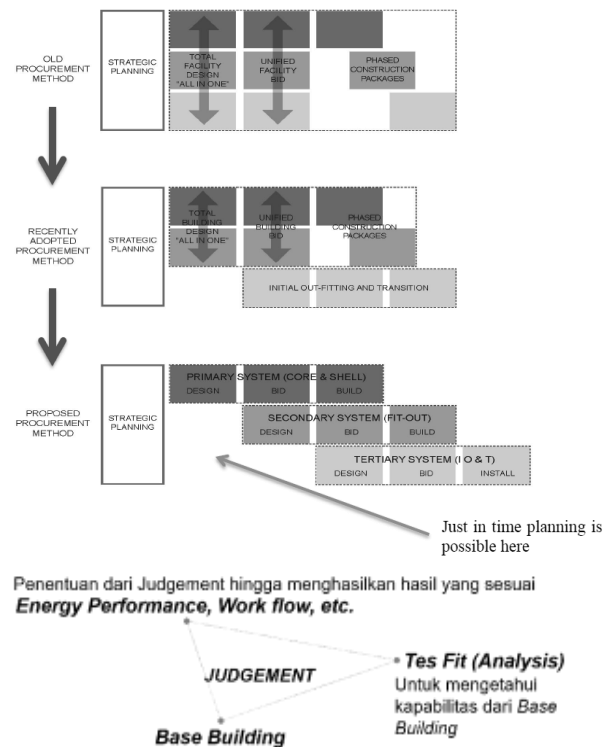 OLD
PROCUREMENT
METHOD
STRATEGIC
PLANNING
TOTAL
FACILITY
DESIGN
"ALL IN ONE"
UNIFIED
FACILITY
BID
PHASED
CONSTRUCTION
PACKAGES
RECENTLY
ADOPTED
PROCUREMENT
METHOD
STRATEGIC
PLANNING
TOTAL
BUILDING
DESIGN
"ALL IN ONE"
UNIFIED
BUILDING
BID
PHASED
CONSTRUCTION
PACKAGES
INITIAL OUT-FITTING AND TRANSITION
PROPOSED
PROCUREMENT
METHOD
STRATEGIC
PLANNING
PRIMARY SYSTEM (CORE & SHELL)
DESIGN BID BUILD
SECONDARY SYSTEM (FIT-OUT)
DESIGN BID BUILD
TERTIARY SYSTEM (I O & T)
DESIGN BID INSTALL
Just in time planning is
possible here
Penentuan dari Judgement hingga menghasilkan hasil yang sesuai
Energy Performance, Work flow, etc.
JUDGEMENT
Tes Fit (Analysis)
Untuk mengetahui
kapabilitas dari Base
Building
Base Building